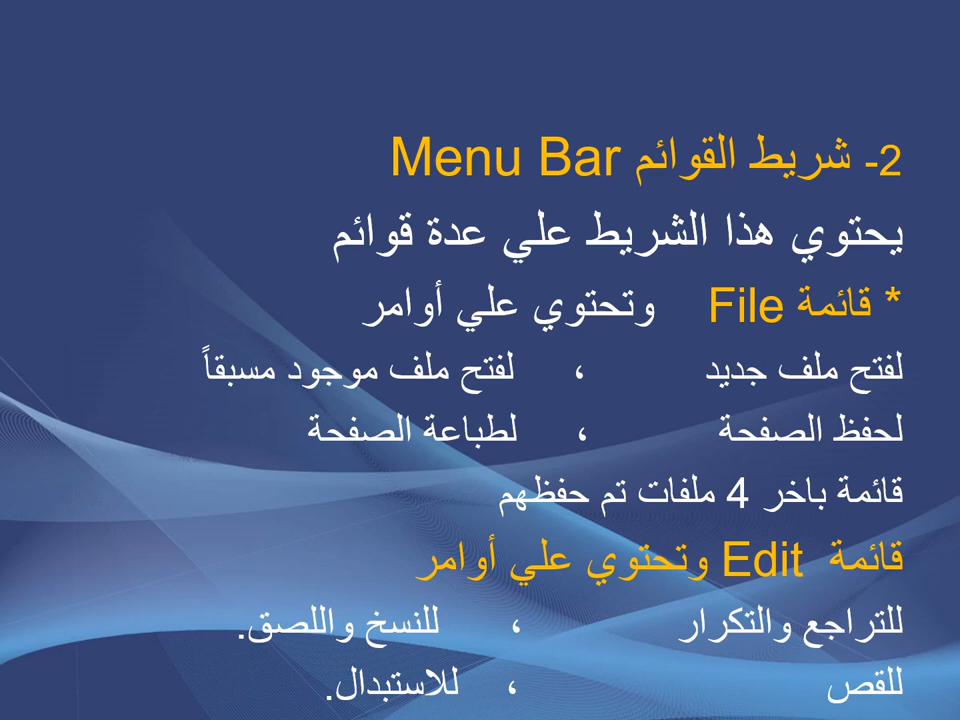 2- شريط القوائم Menu Bar
يحتوي هذا الشريط علي عدة قوائم
* قائمة File وتحتوي علي أوامر
لفتح ملف جديد ، لفتح ملف موجود مسبقاً
لحفظ الصفحة ، لطباعة الصفحة
قائمة باخر 4 ملفات تم حفظهم
قائمة Edit وتحتوي علي أوامر
للتراجع والتكرار ، للنسخ واللصق.
للقص ، للاستبدال.